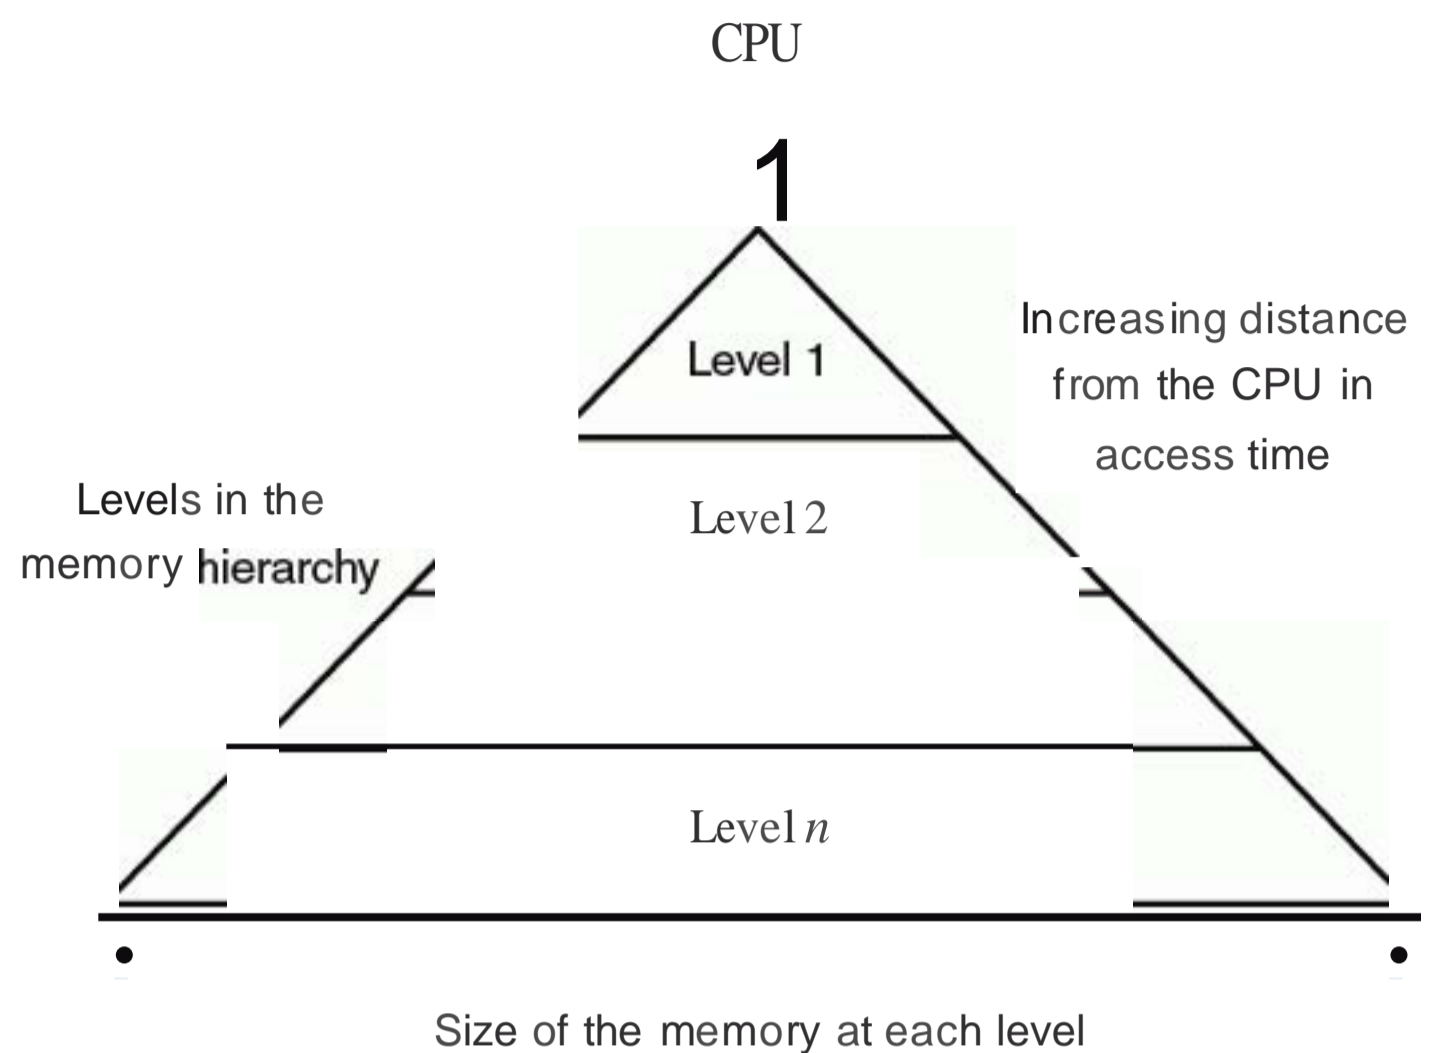 CPU
1
Level 1
Increasing distance
from the CPU in
access time
Levels in the
memory hierarchy
Level 2
Level n
Size of the memory at each level